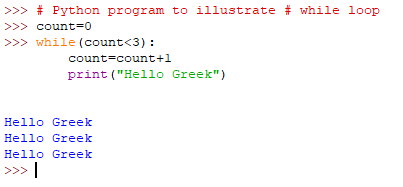 >>> # Python program to illustrate # while loop
>>> count=0
>>> while(count<3):
        count=count+1
        print("Hello Greek")
Hello Greek
Hello Greek
Hello Greek
>>>